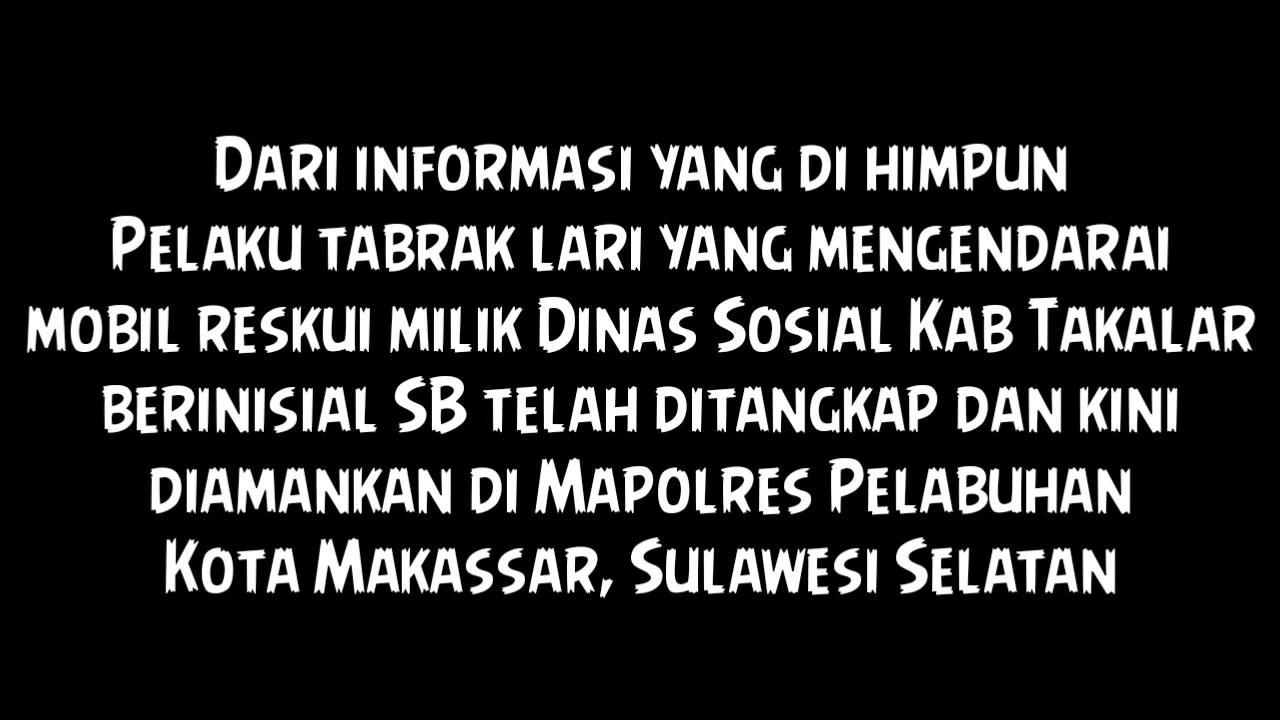 Dari informasi yang di himpun
Pelaku tabrak lari yang mengendarai
mobil reskui milik Dinas Sosial Kab Takalar
berinisial SB telah ditangkap dan kini
diamankan di Mapolres Pelabuhan
Kota Makassar, Sulawesi Selatan